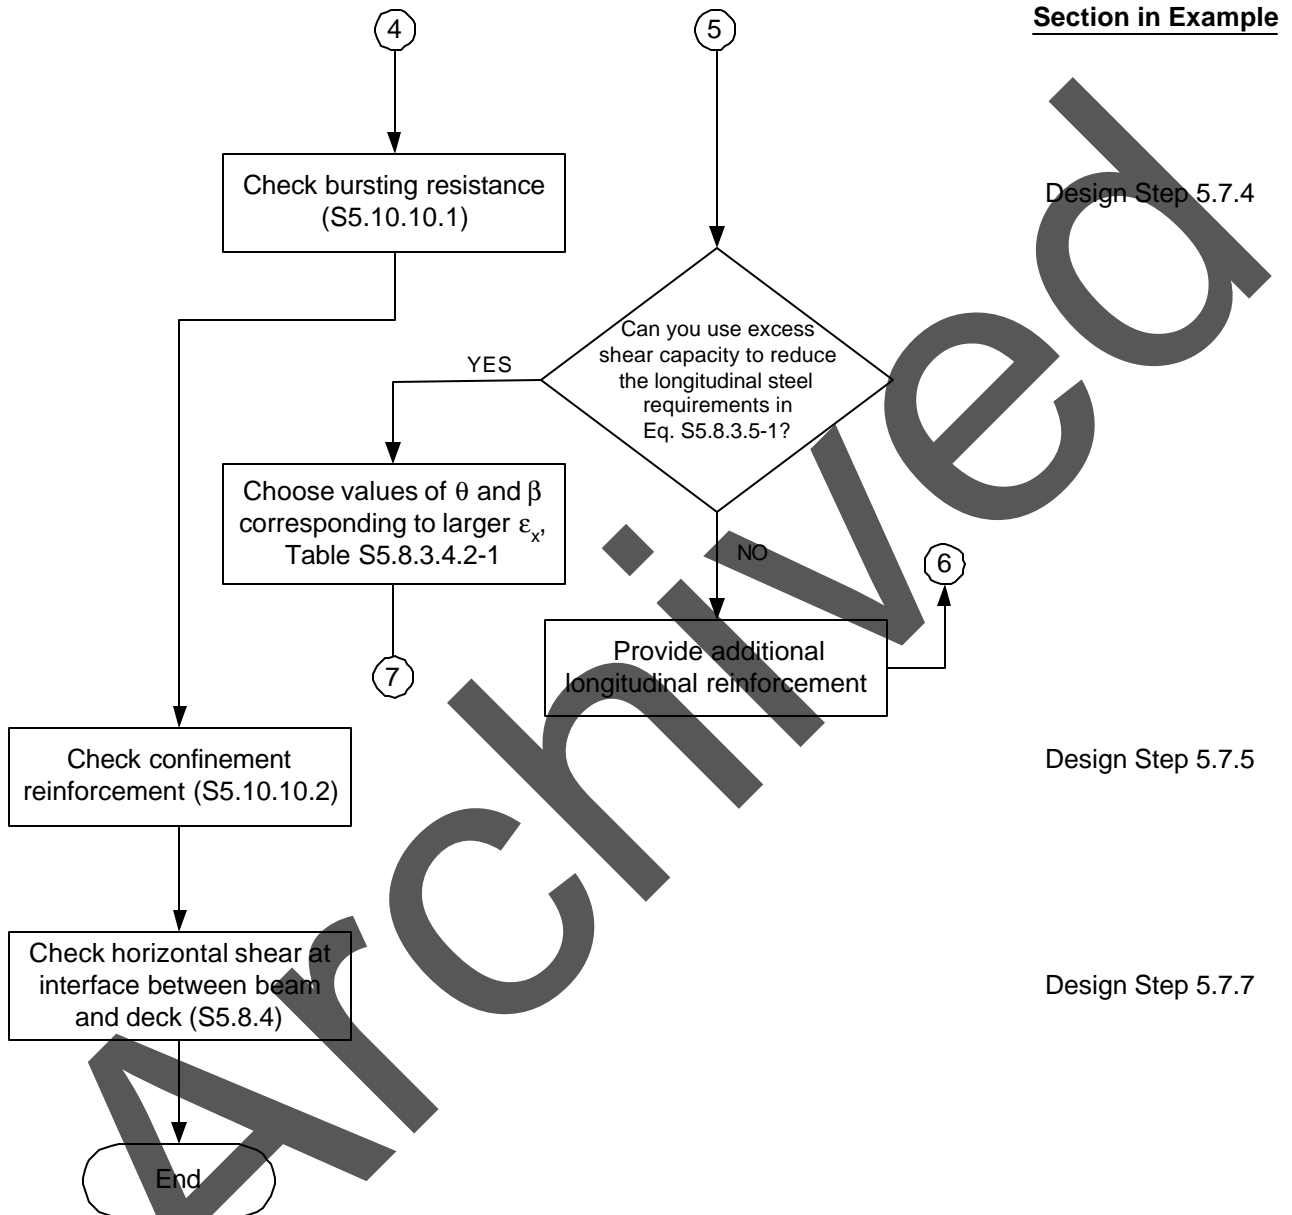 4
5
Section in Example
Check bursting resistance
(S5.10.10.1)
Design Step 5.7.4
Can you use excess
shear capacity to reduce
the longitudinal steel
requirements in
Eq. S5.8.3.5-1?
YES
Choose values of θ and β
corresponding to larger εx,
Table S5.8.3.4.2-1
NO
6
Provide additional
longitudinal reinforcement
7
Check confinement
reinforcement (S5.10.10.2)
Design Step 5.7.5
Check horizontal shear at
interface between beam
and deck (S5.8.4)
Design Step 5.7.7
End
Archived